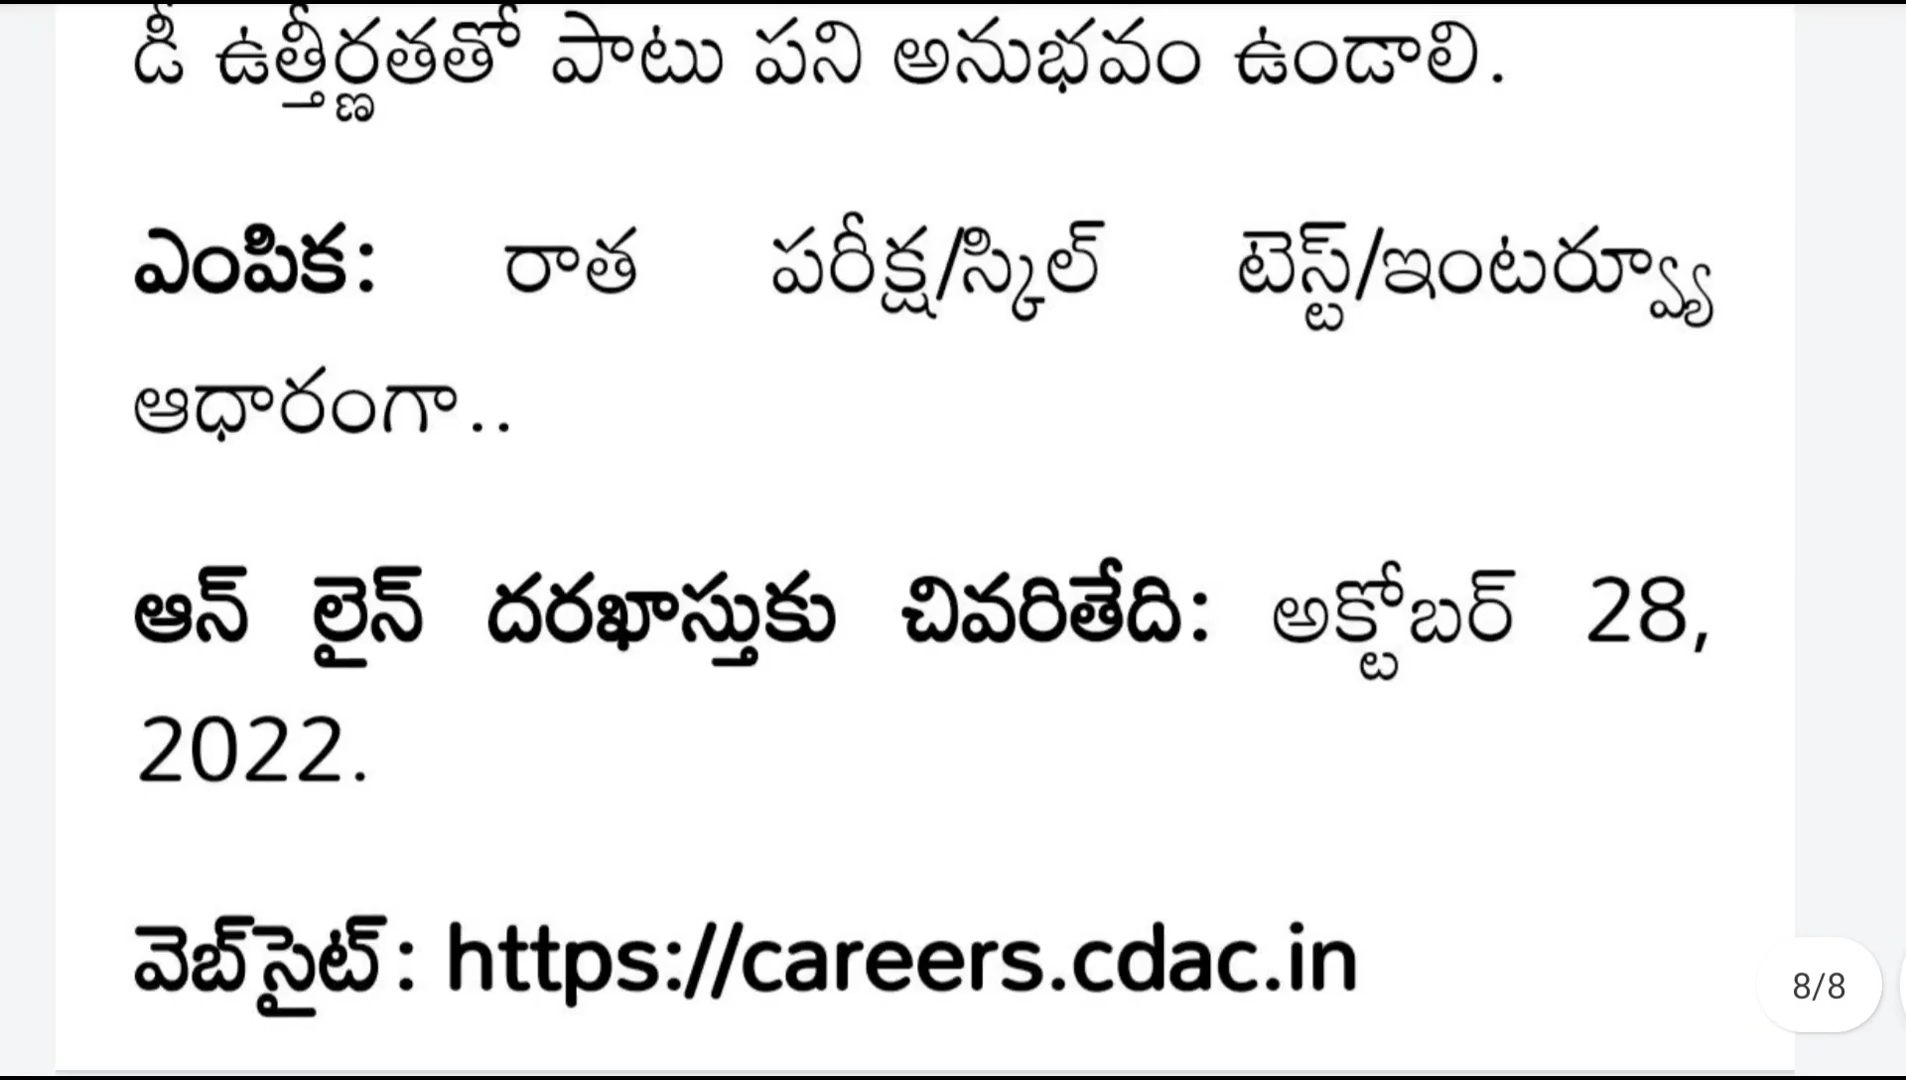 డీ ఉత్తీర్ణతతో పాటు పని అనుభవం ఉండాలి.
ఎంపిక: రాత పరీక్ష/స్కిల్ టెస్ట్/ఇంటర్వ్యూ
ఆధారంగా..
ఆన్ లైన్ దరఖాస్తుకు చివరితేది: అక్టోబర్ 28,
2022.
వెబ్‌సైట్: https://careers.cdac.in
8/8